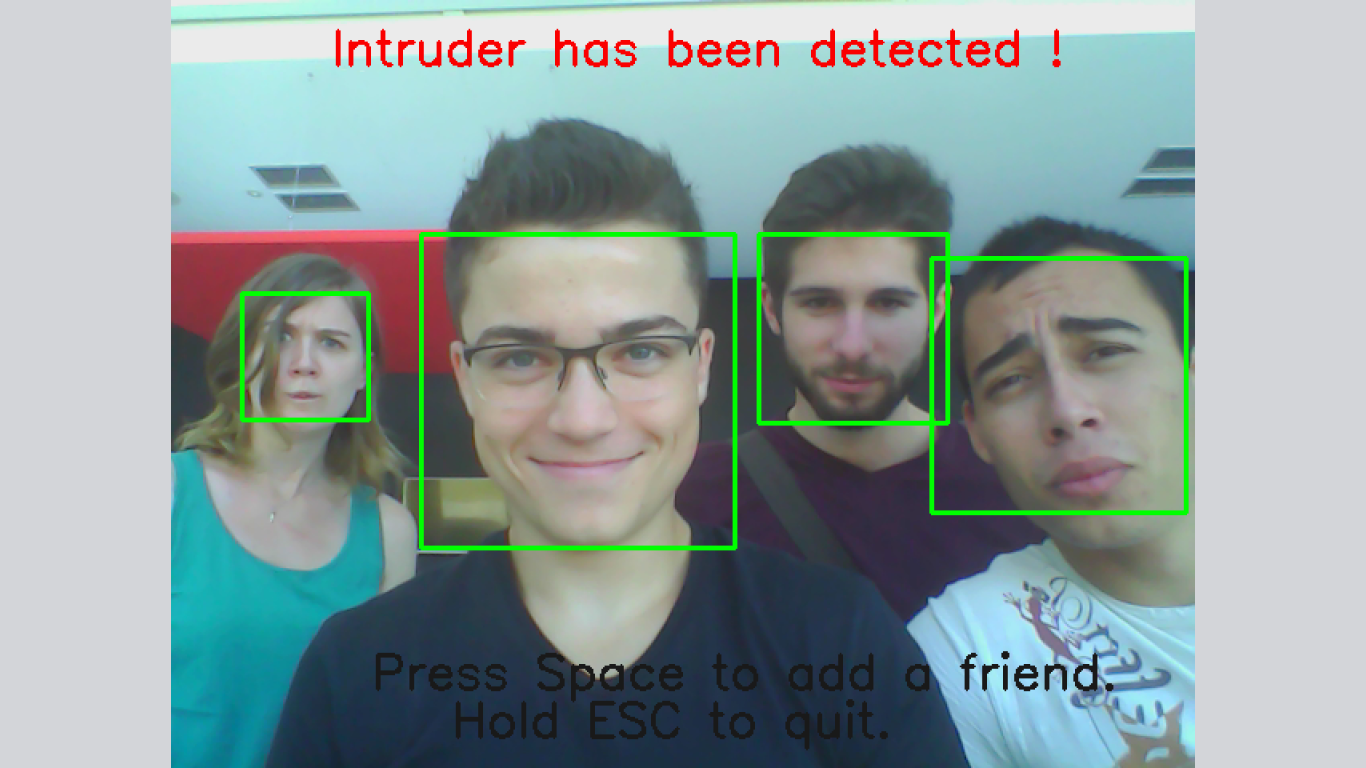 Intruder has been detected !
Press Space to add a friend.
Hold ESC to quit.